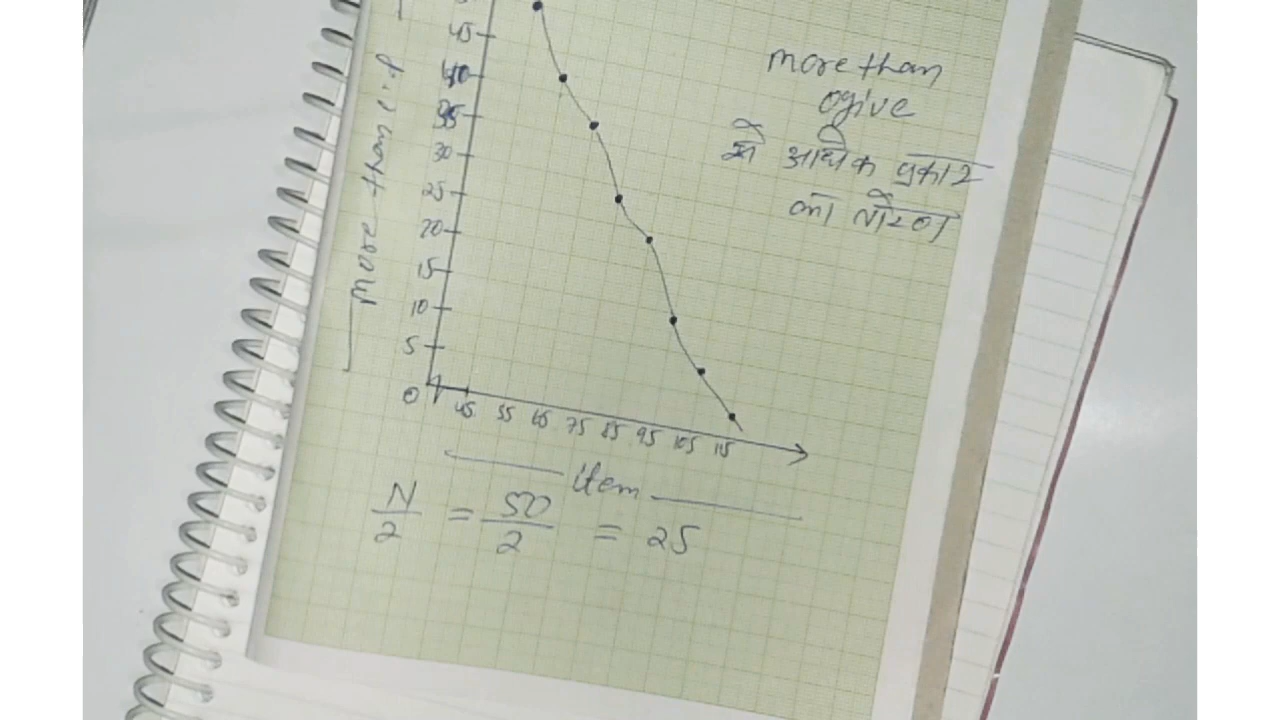 more than
ogive
से अधिक प्रकार
का तोरण
more than c.f
45
40
35
30
25
20
15
10
5
0
45 55 65 75 85 95 105 115
item
N/2 = 50/2 = 25